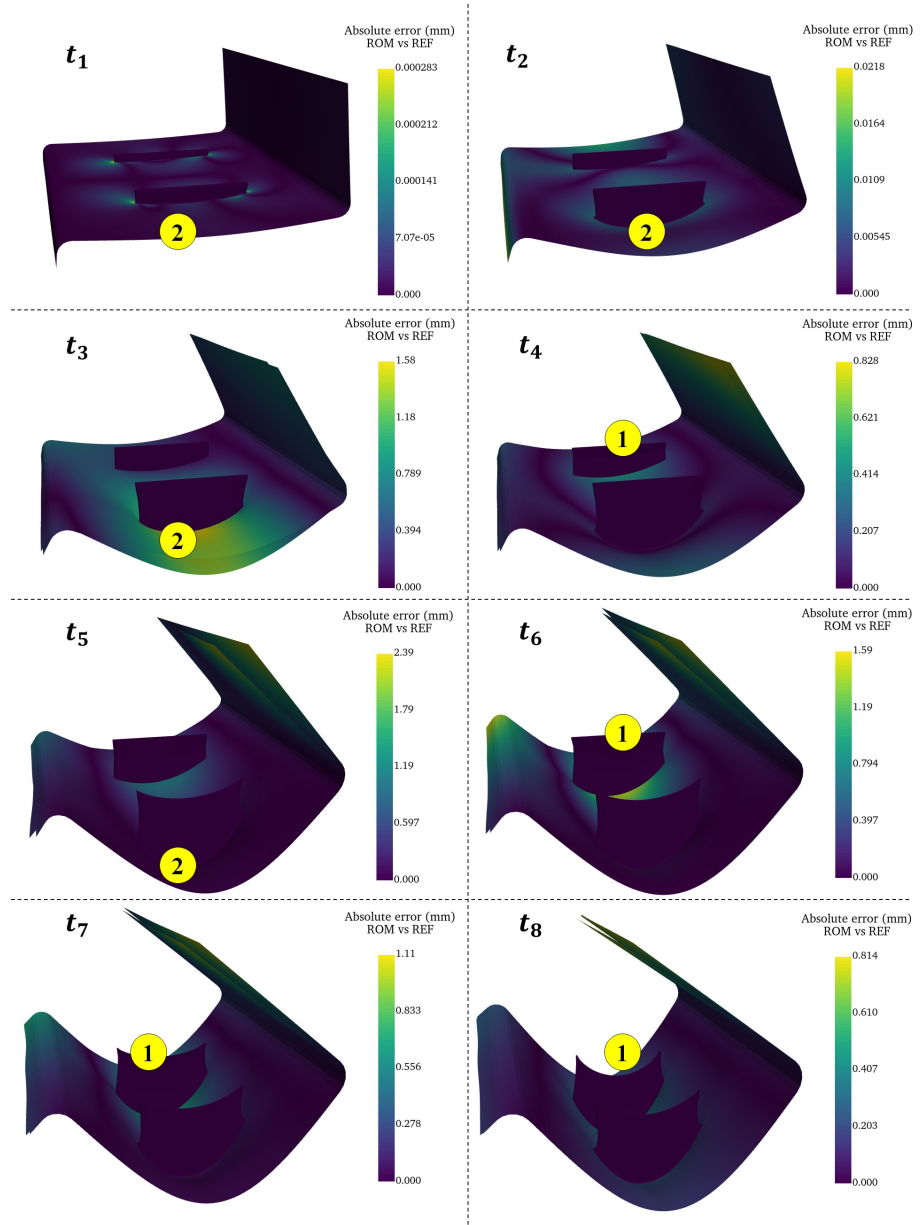 t₁
Absolute error (mm)
ROM vs REF
0.000283
0.000212
0.000141
7.07e-05
0.000
2
t₂
Absolute error (mm)
ROM vs REF
0.0218
0.0164
0.0109
0.00545
0.000
2
t₃
Absolute error (mm)
ROM vs REF
1.58
1.18
0.789
0.394
0.000
2
t₄
Absolute error (mm)
ROM vs REF
0.828
0.621
0.414
0.207
0.000
1
t₅
Absolute error (mm)
ROM vs REF
2.39
1.79
1.19
0.597
0.000
2
t₆
Absolute error (mm)
ROM vs REF
1.59
1.19
0.794
0.397
0.000
1
t₇
Absolute error (mm)
ROM vs REF
1.11
0.833
0.556
0.278
0.000
1
t₈
Absolute error (mm)
ROM vs REF
0.814
0.610
0.407
0.203
0.000
1